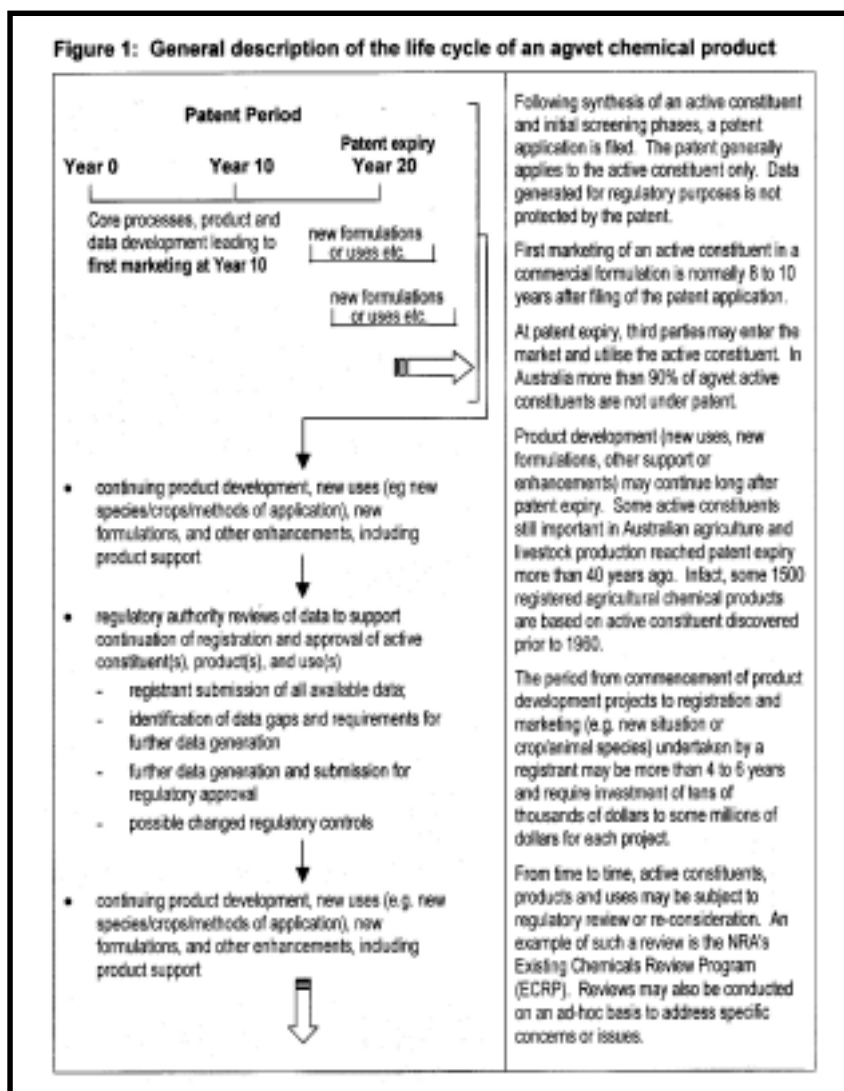 Figure 1: General description of the life cycle of an agvet chemical product
Patent Period
Patent expiry
Year 0 Year 10 Year 20
Core processes, product and
data development leading to
first marketing at Year 10
new formulations
or uses etc.
new formulations
or uses etc.
• continuing product development, new uses (eg new
species/crops/methods of application), new
formulations, and other enhancements, including
product support
• regulatory authority reviews of data to support
continuation of registration and approval of active
constituent(s), product(s), and use(s)
- registrant submission of all available data;
- identification of data gaps and requirements for
further data generation
- further data generation and submission for
regulatory approval
- possible changed regulatory controls
• continuing product development, new uses (e.g. new
species/crops/methods of application), new
formulations, and other enhancements, including
product support
Following synthesis of an active constituent
and initial screening phases, a patent
application is filed. The patent generally
applies to the active constituent only. Data
generated for regulatory purposes is not
protected by the patent.
First marketing of an active constituent in a
commercial formulation is normally 8 to 10
years after filing of the patent application.
At patent expiry, third parties may enter the
market and utilise the active constituent. In
Australia more than 90% of agvet active
constituents are not under patent.
Product development (new uses, new
formulations, other support or
enhancements) may continue long after
patent expiry. Some active constituents
still important in Australian agriculture and
livestock production reached patent expiry
more than 40 years ago. Infact, some 1500
registered agricultural chemical products
are based on active constituent discovered
prior to 1960.
The period from commencement of product
development projects to registration and
marketing (e.g. new situation or
crop/animal species) undertaken by a
registrant may be more than 4 to 6 years
and require investment of tens of
thousands of dollars to some millions of
dollars for each project.
From time to time, active constituents,
products and uses may be subject to
regulatory review or re-consideration. An
example of such a review is the NRA's
Existing Chemicals Review Program
(ECRP). Reviews may also be conducted
on an ad-hoc basis to address specific
concerns or issues.